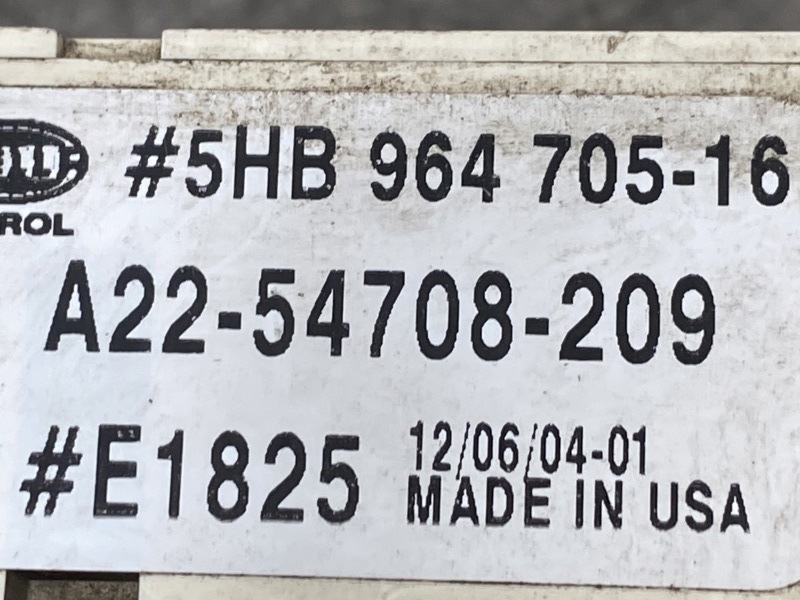 #5HB 964 705-16
ROL
A22-54708-209
#E1825
12/06/04-01
MADE IN USA